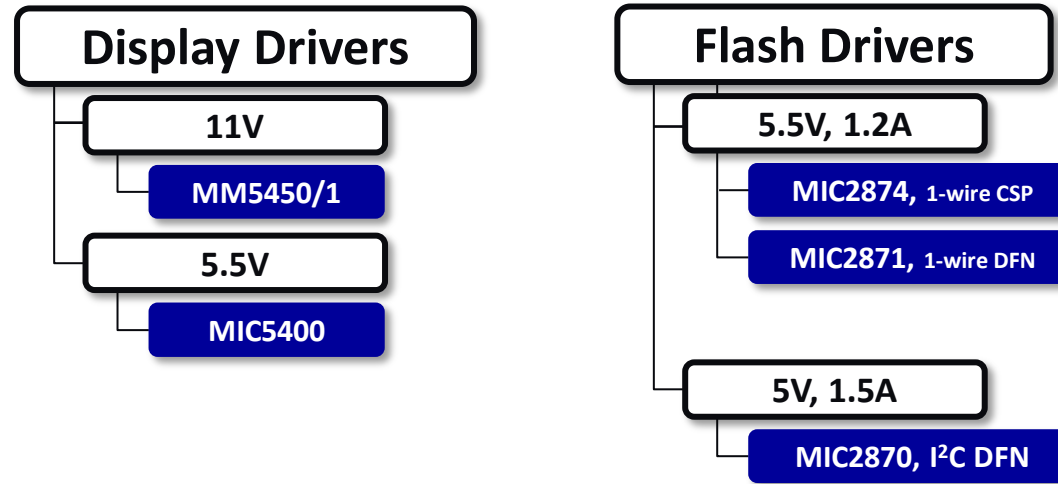 Display Drivers
11V
MM5450/1
5.5V
MIC5400
Flash Drivers
5.5V, 1.2A
MIC2874, 1-wire CSP
MIC2871, 1-wire DFN
5V, 1.5A
MIC2870, I²C DFN